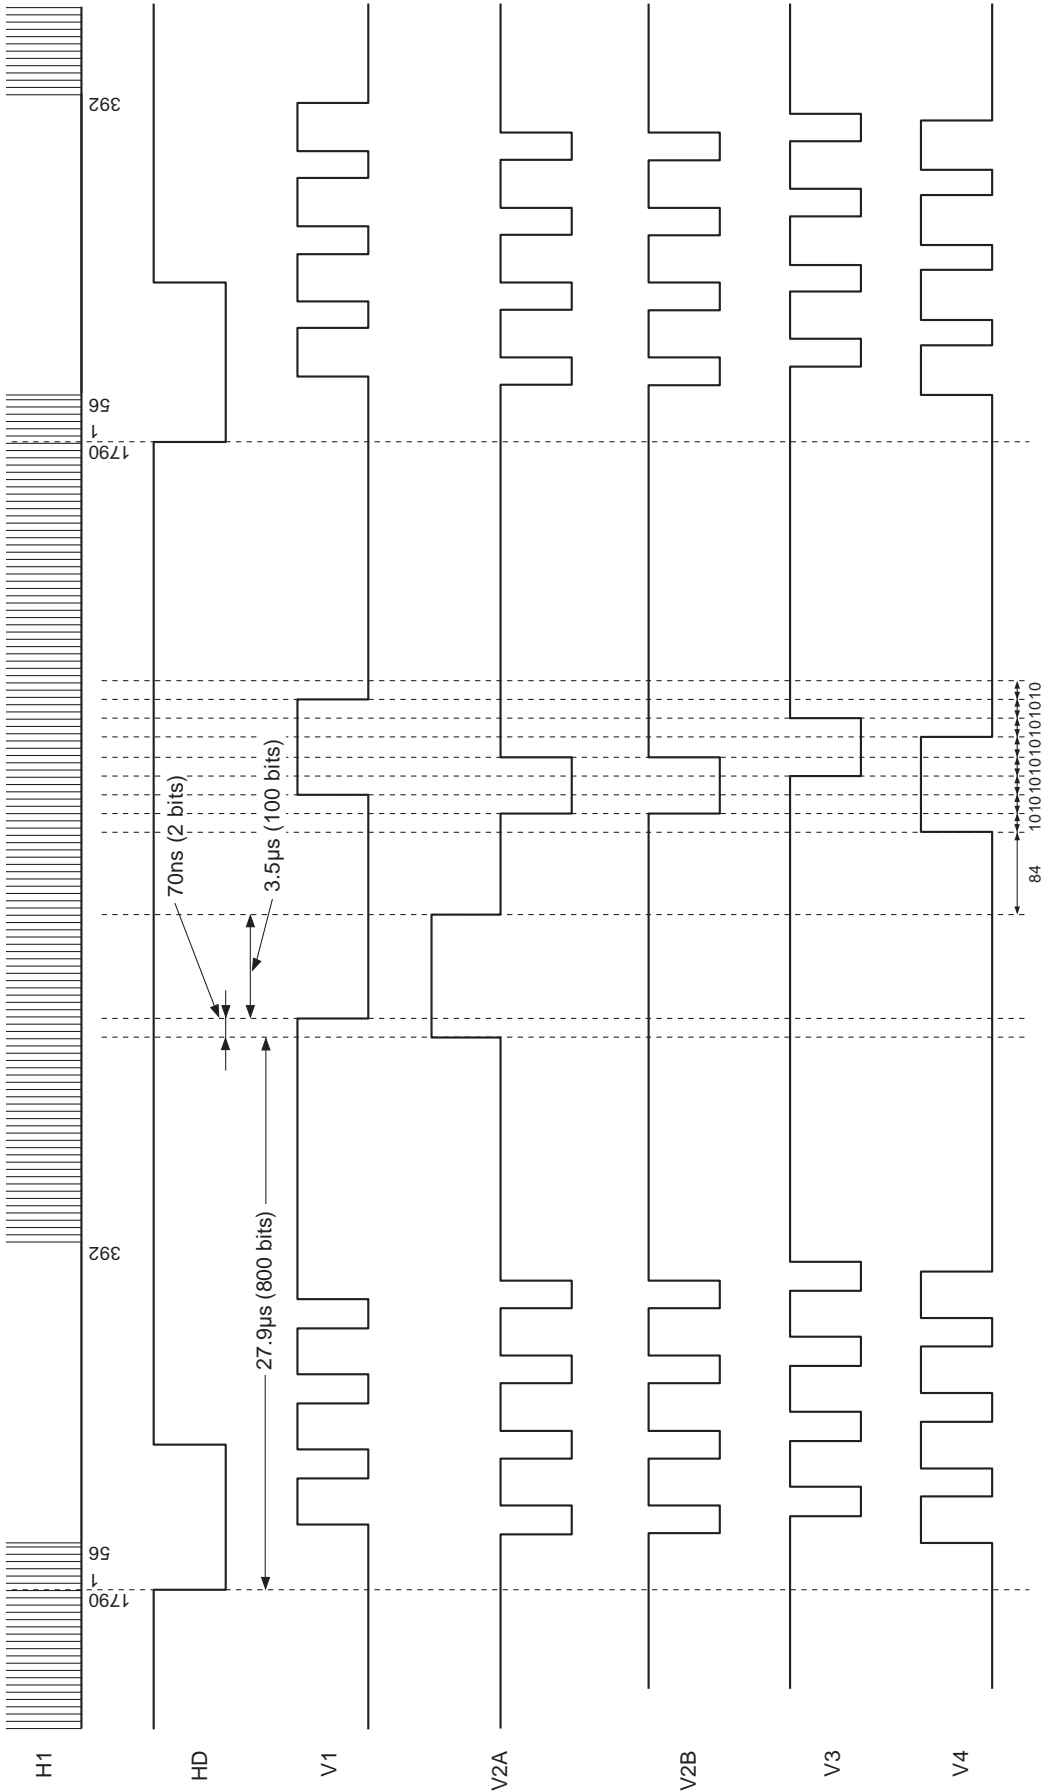 H1
1790
1
56
392
1790
1
56
392
HD
70ns (2 bits)
27.9µs (800 bits)
3.5µs (100 bits)
V1
V2A
V2B
V3
V4
84
1010101010101010